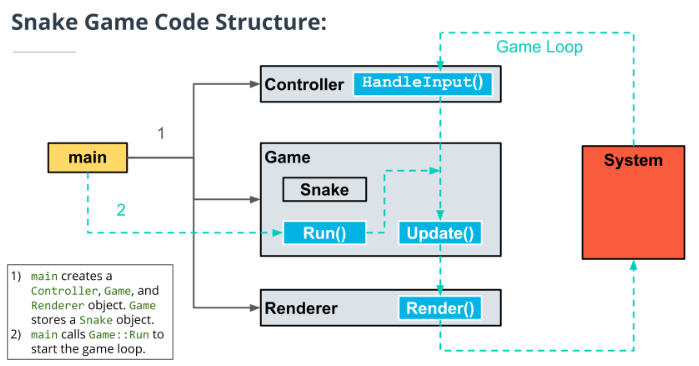 Snake Game Code Structure:
Game Loop
Controller HandleInput()
1
main
Game
System
Snake
2
Run() Update()
Renderer Render()
1) main creates a
Controller, Game, and
Renderer object. Game
stores a Snake object.
2) main calls Game::Run to
start the game loop.